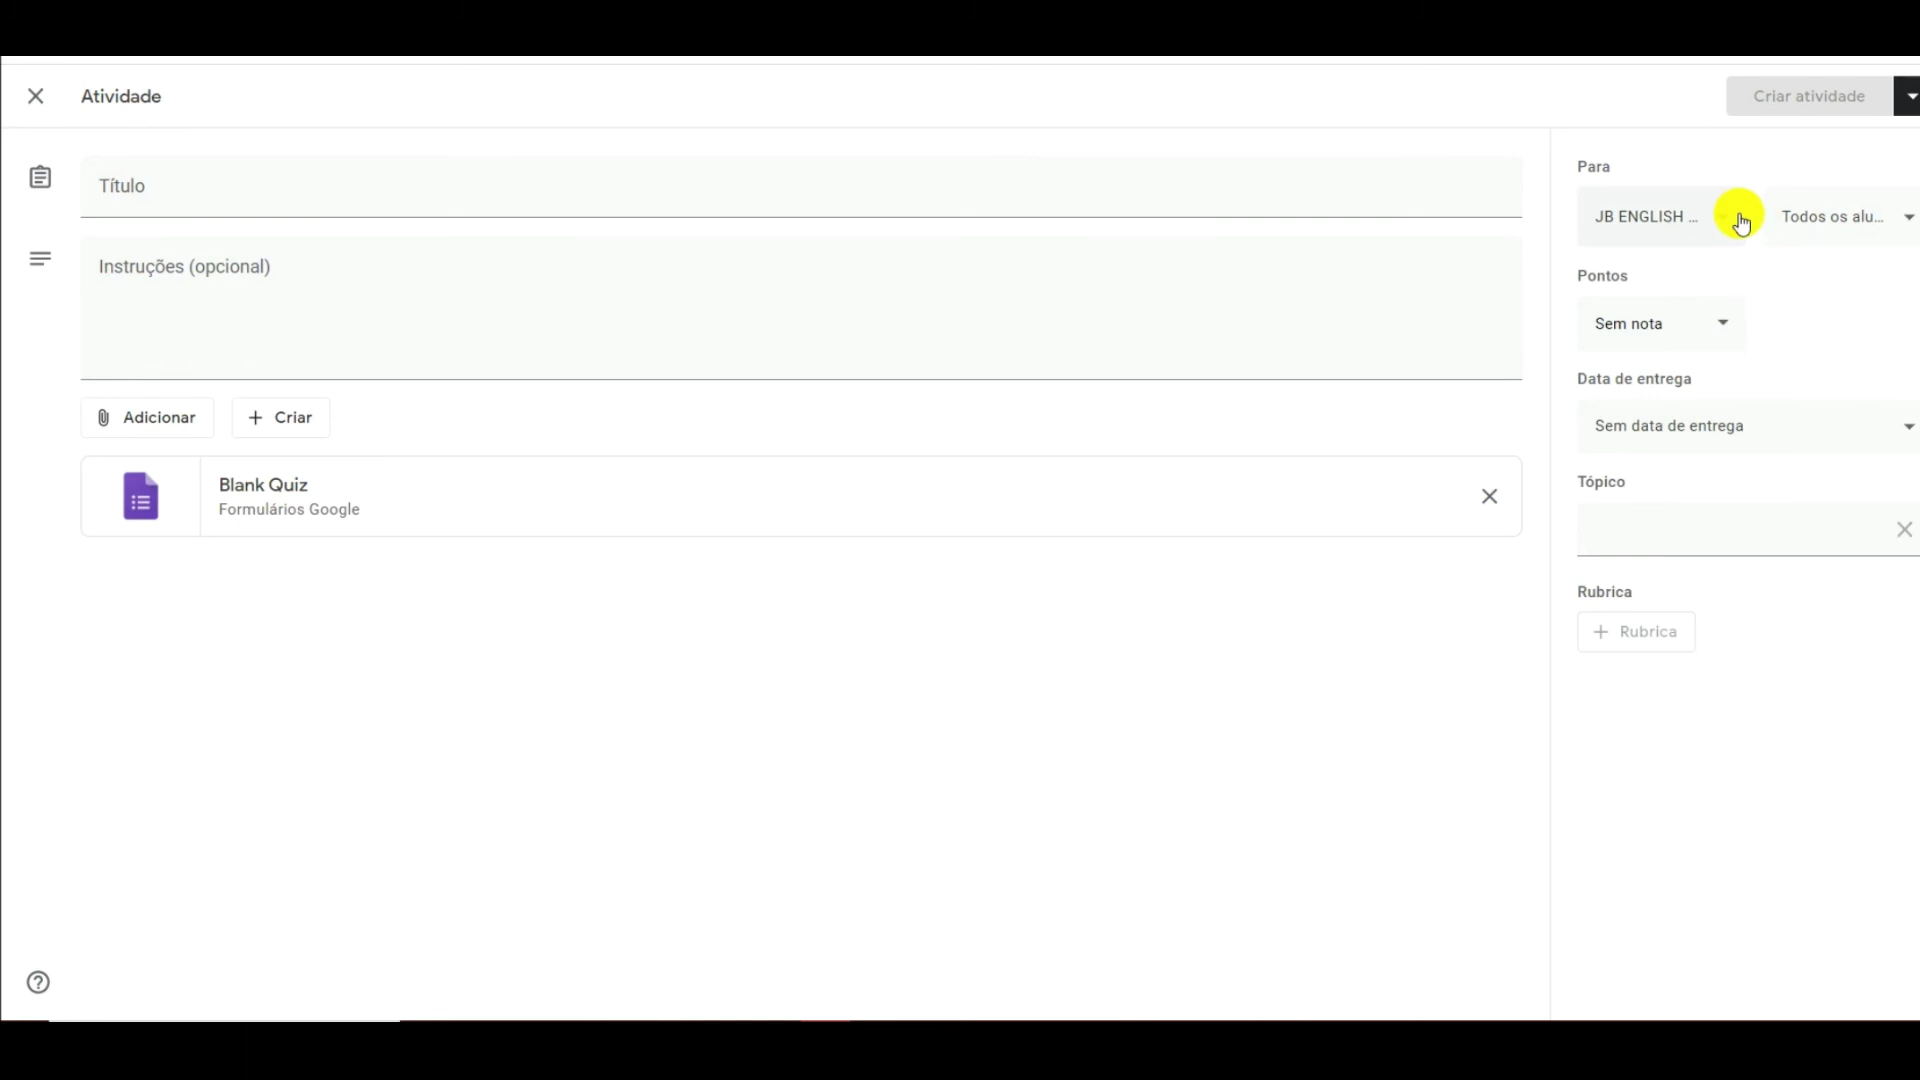 Atividade
Criar atividade
Título
Instruções (opcional)
Adicionar
Criar
Blank Quiz
Formulários Google
Para
JB ENGLISH ...
Todos os alu...
Pontos
Sem nota
Data de entrega
Sem data de entrega
Tópico
Rubrica
Rubrica